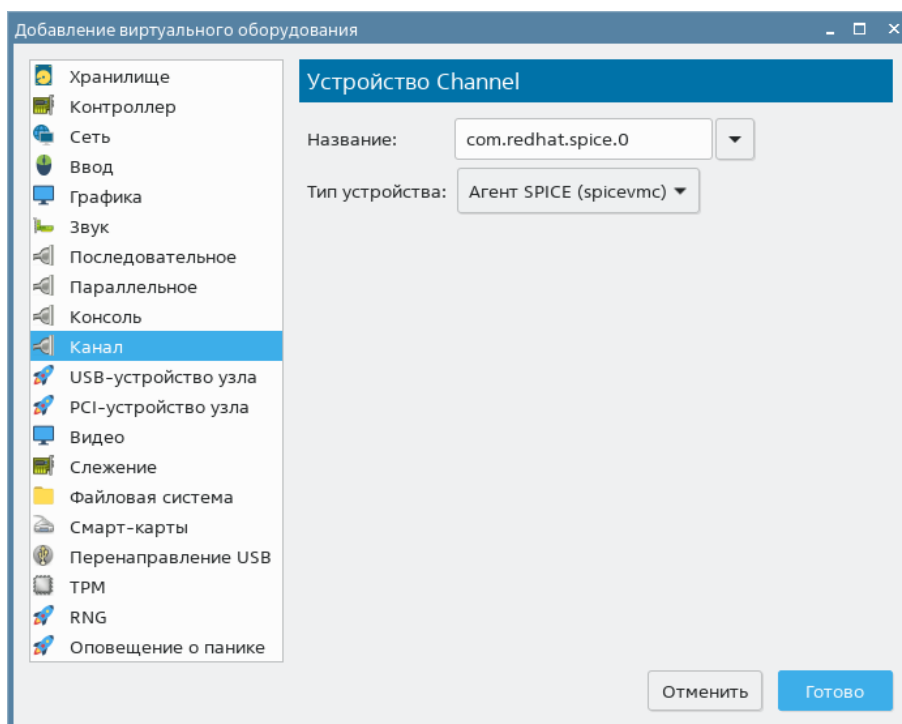 Добавление виртуального оборудования
Хранилище
Контроллер
Сеть
Ввод
Графика
Звук
Последовательное
Параллельное
Консоль
Канал
USB-устройство узла
PCI-устройство узла
Видео
Слежение
Файловая система
Смарт-карты
Перенаправление USB
TPM
RNG
Оповещение о панике
Устройство Channel
Название: com.redhat.spice.0
Тип устройства: Агент SPICE (spicevmc)
Отменить Готово